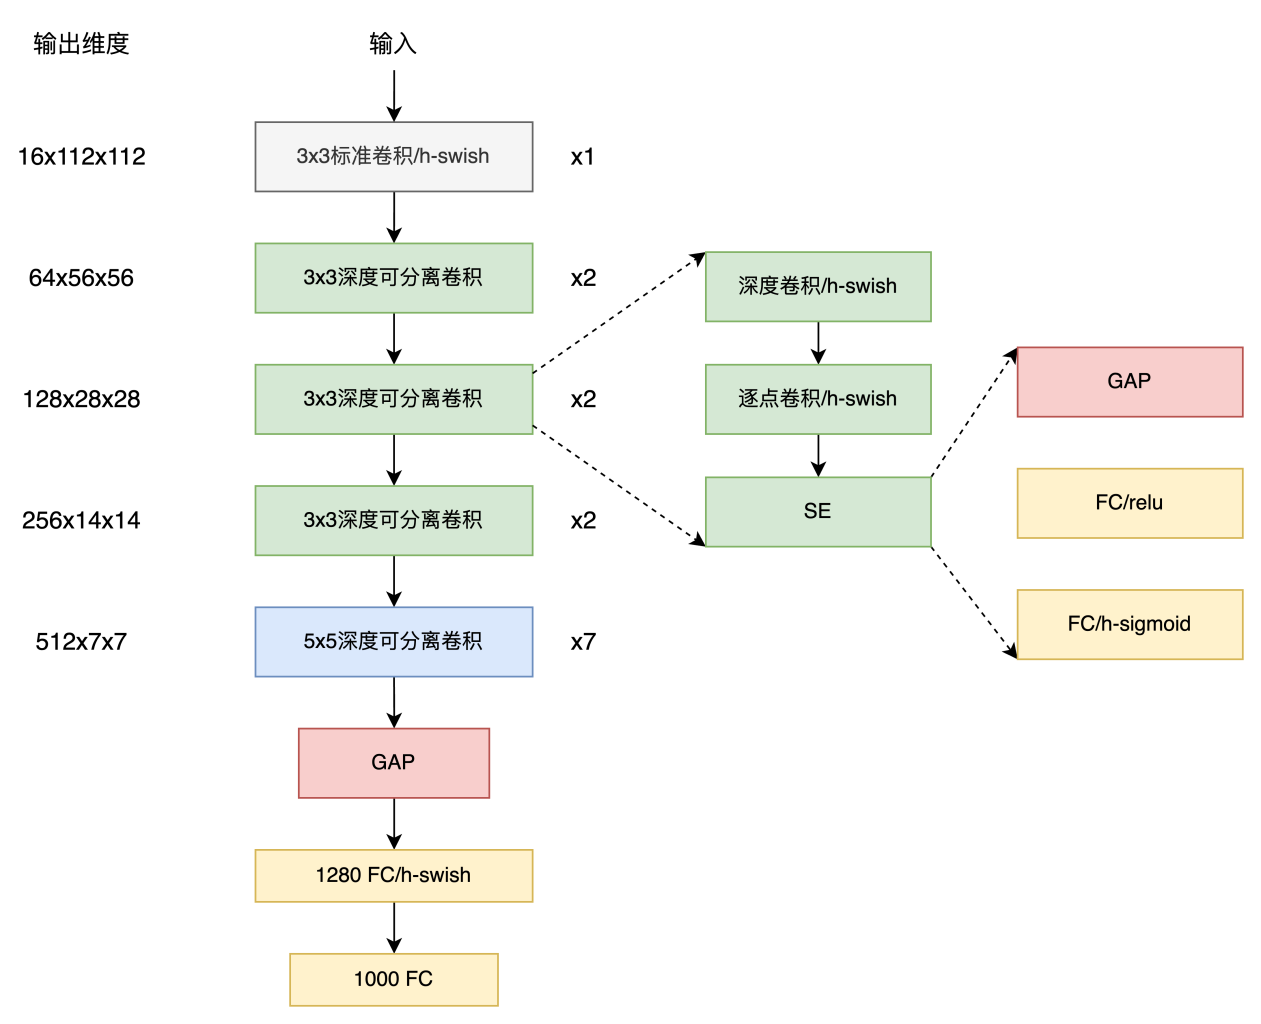 输出维度
输入
16x112x112
3x3标准卷积/h-swish
x1
64x56x56
3x3深度可分离卷积
x2
深度卷积/h-swish
128x28x28
3x3深度可分离卷积
x2
逐点卷积/h-swish
GAP
256x14x14
3x3深度可分离卷积
x2
SE
FC/relu
512x7x7
5x5深度可分离卷积
x7
FC/h-sigmoid
GAP
1280 FC/h-swish
1000 FC